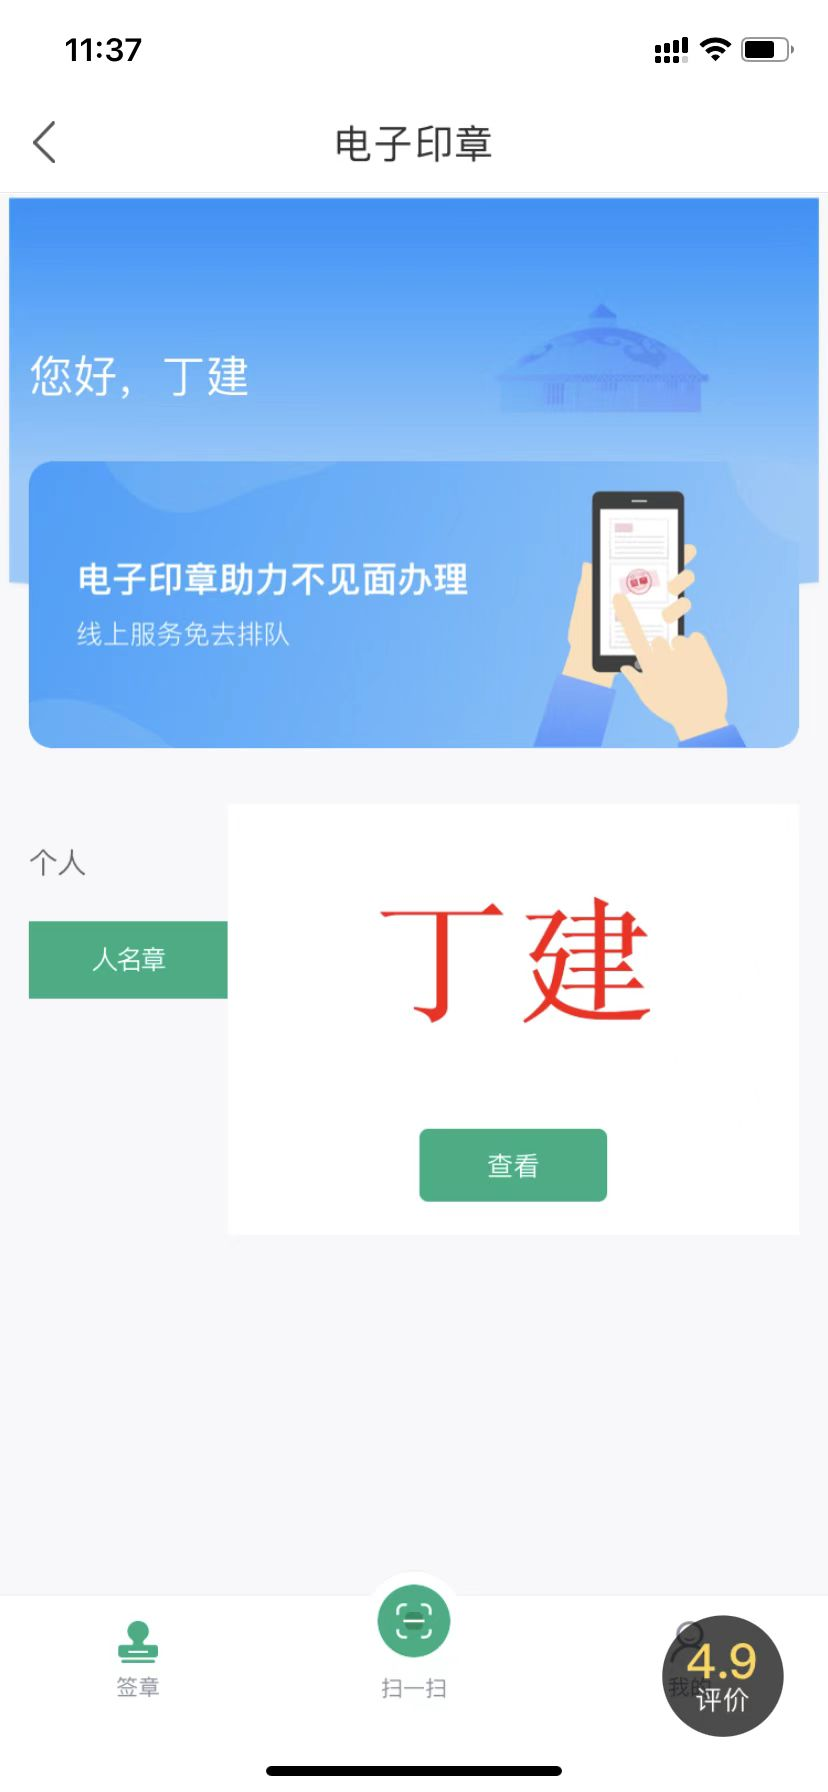 11:37
电子印章
您好，丁建
电子印章助力不见面办理
线上服务免去排队
个人
人名章
丁建
查看
签章
扫一扫
我的
4.9
评价